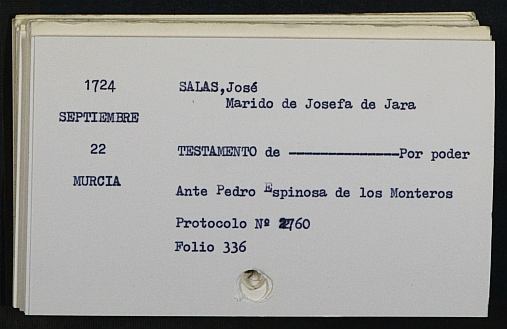 1724 SALAS,José
Marido de Josefa de Jara
SEPTIEMBRE
22 TESTAMENTO de ----------------Por poder
MURCIA
Ante Pedro Espinosa de los Monteros
Protocolo Nº 2760
Folio 336